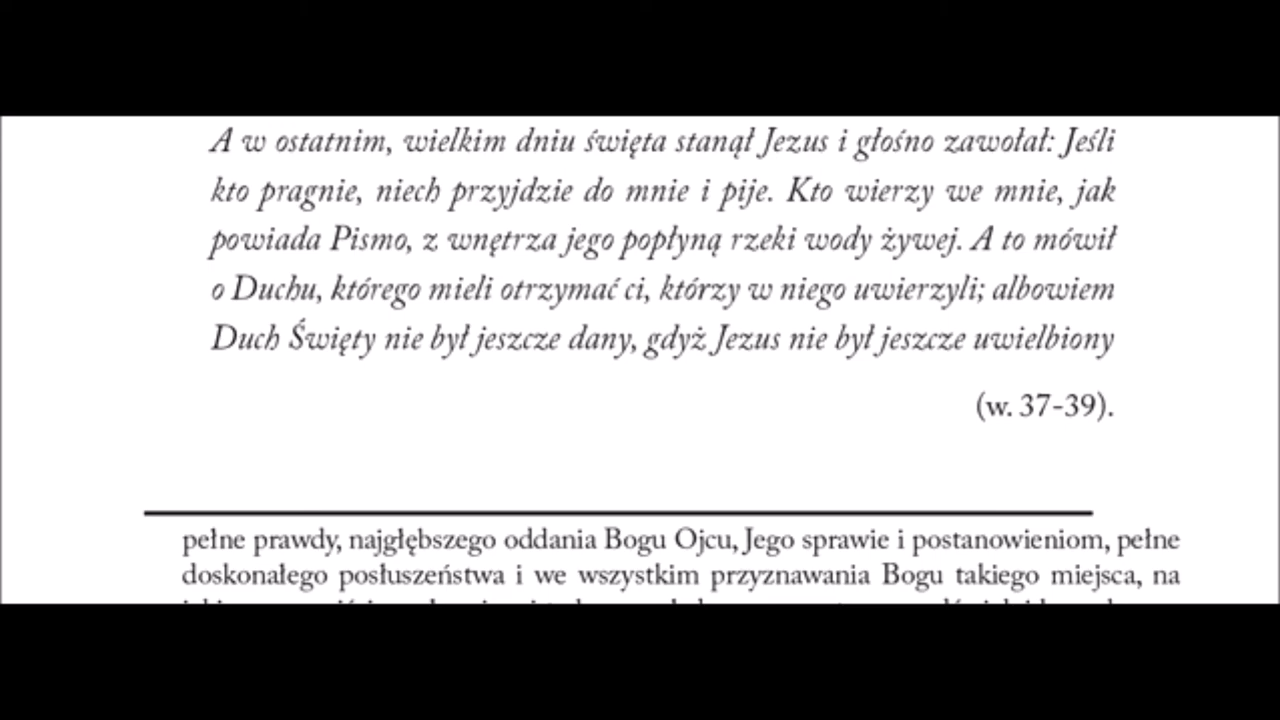 A w ostatnim, wielkim dniu święta stanął Jezus i głośno zawołał: Jeśli
kto pragnie, niech przyjdzie do mnie i pije. Kto wierzy we mnie, jak
powiada Pismo, z wnętrza jego popłyną rzeki wody żywej. A to mówił
o Duchu, którego mieli otrzymać ci, którzy w niego uwierzyli; albowiem
Duch Święty nie był jeszcze dany, gdyż Jezus nie był jeszcze uwielbiony
(w. 37-39).
pełne prawdy, najgłębszego oddania Bogu Ojcu, Jego sprawie i postanowieniom, pełne
doskonałego posłuszeństwa i we wszystkim przyznawania Bogu takiego miejsca, na